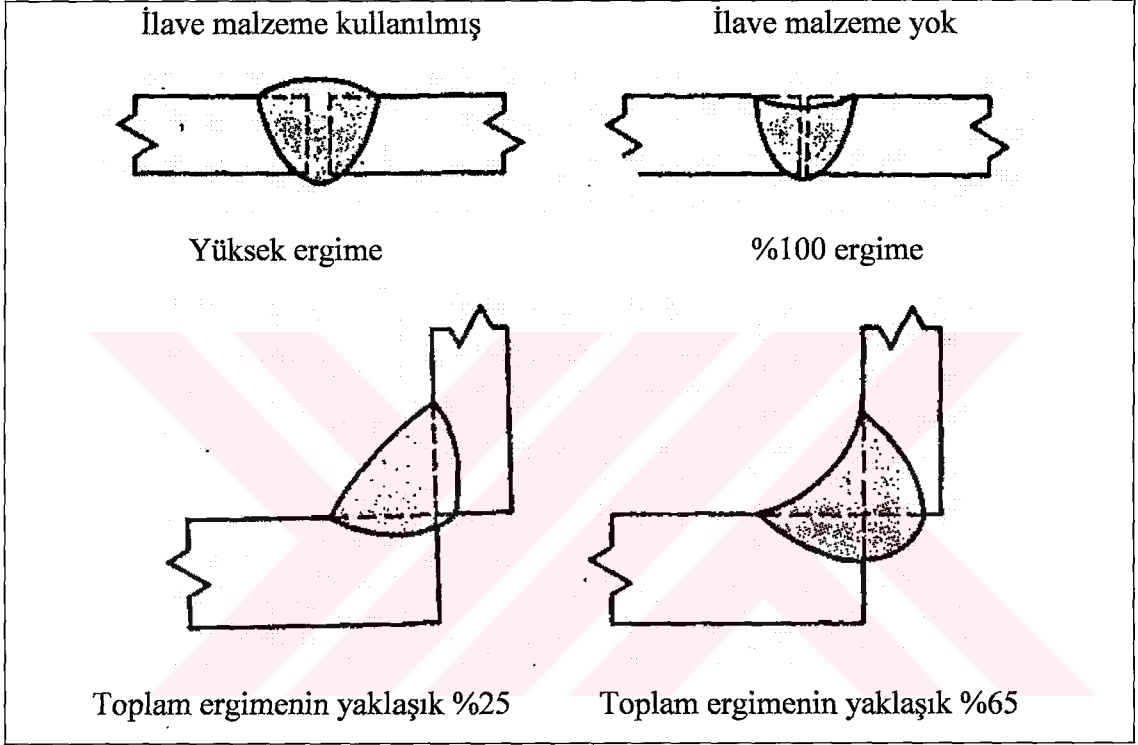 İlave malzeme kullanılmış
İlave malzeme yok
Yüksek ergime
%100 ergime
Toplam ergimenin yaklaşık %25
Toplam ergimenin yaklaşık %65